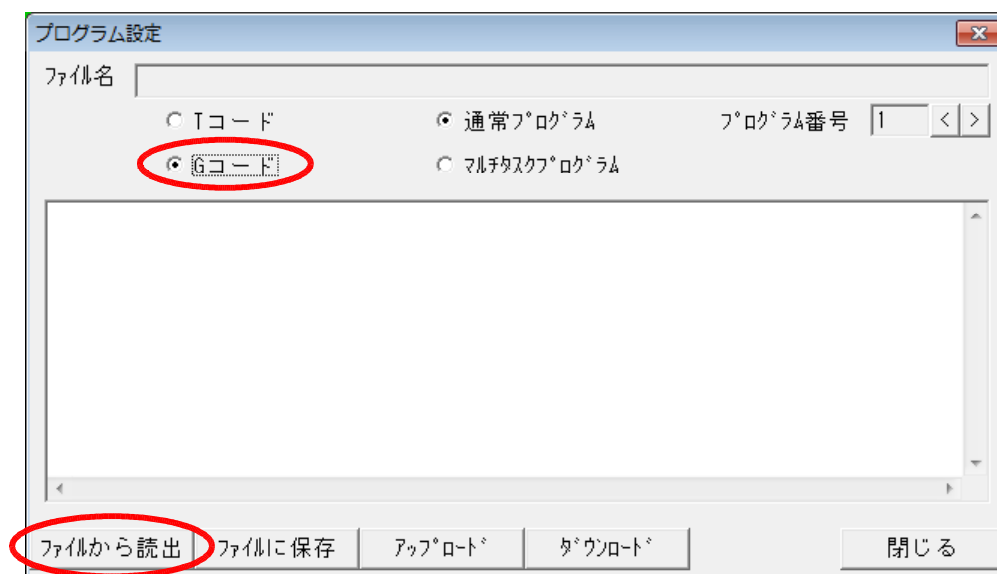 プログラム設定
ファイル名
Tコード 通常プログラム プログラム番号 1 < >
Gコード マルチタスクプログラム
ファイルから読出 ファイルに保存 アップロード ダウンロード 閉じる